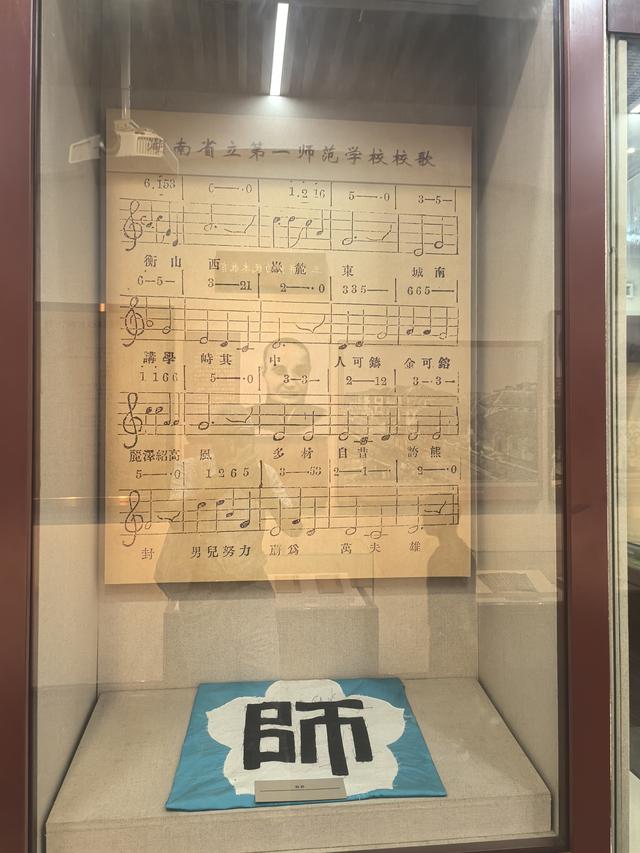 湖南省立第一师范学校校歌
6.153 6—·0 1.2 16 5—·0 3—5—
衡山西 嶽麓東 城南
6—5— 3—21 2—·0 335— 665—
講學峙其中 人可鑄金可鎔
1166 5—·0 3—3— 2—12 3—3·—
麗澤紹高風 多材自昔誇熊
5—·0 1265 3—53 2—1—· 2—·0
封 男兒努力 蔚爲萬夫雄
師